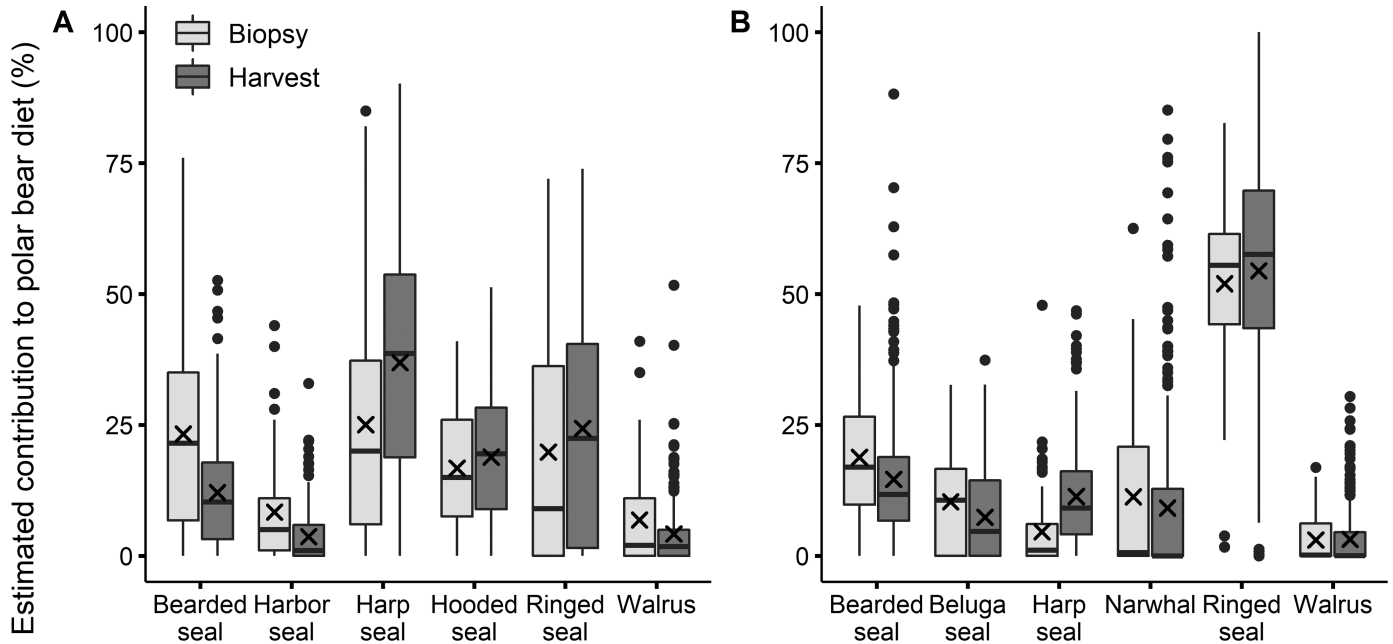 Estimated contribution to polar bear diet (%)
A
Biopsy
Harvest
100
75
50
25
0
Bearded seal
Harbor seal
Harp seal
Hooded seal
Ringed seal
Walrus
B
100
75
50
25
0
Bearded seal
Beluga
Harp seal
Narwhal
Ringed seal
Walrus